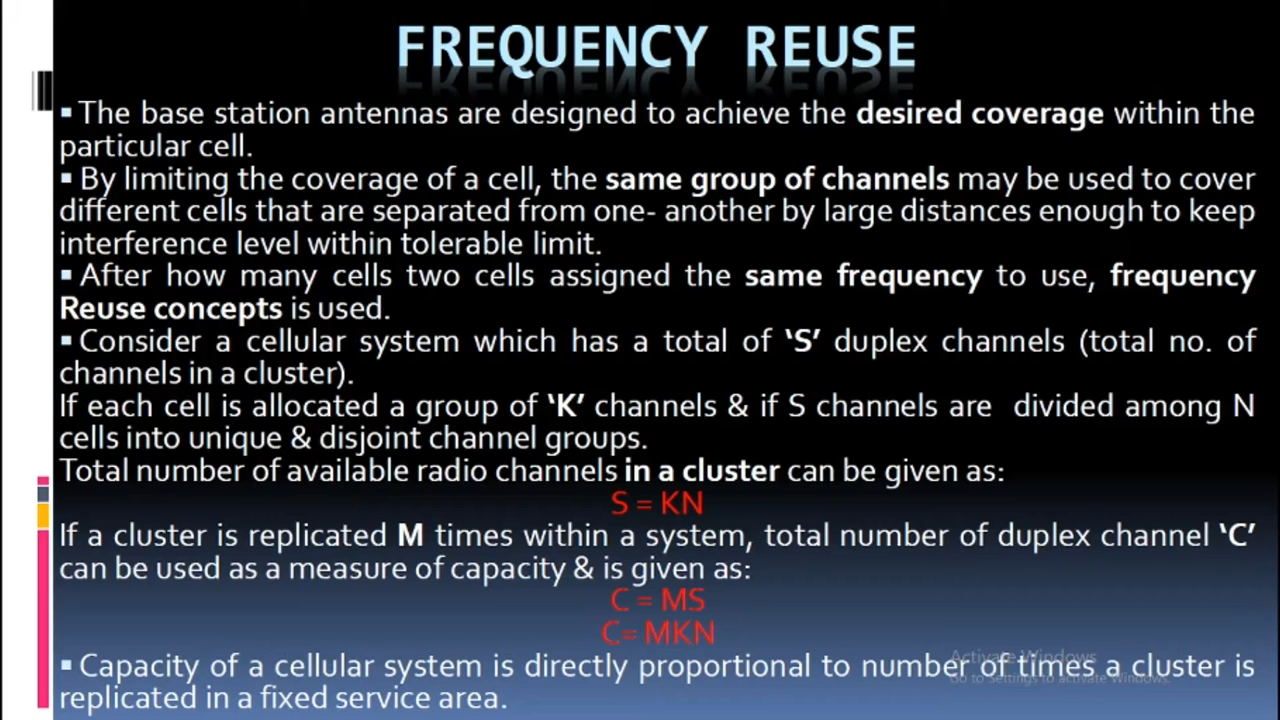 FREQUENCY REUSE
▪ The base station antennas are designed to achieve the desired coverage within the
particular cell.
▪ By limiting the coverage of a cell, the same group of channels may be used to cover
different cells that are separated from one- another by large distances enough to keep
interference level within tolerable limit.
▪ After how many cells two cells assigned the same frequency to use, frequency
Reuse concepts is used.
▪ Consider a cellular system which has a total of ‘S’ duplex channels (total no. of
channels in a cluster).
If each cell is allocated a group of ‘K’ channels & if S channels are divided among N
cells into unique & disjoint channel groups.
Total number of available radio channels in a cluster can be given as:
S = KN
If a cluster is replicated M times within a system, total number of duplex channel ‘C’
can be used as a measure of capacity & is given as:
C = MS
C= MKN
▪ Capacity of a cellular system is directly proportional to number of times a cluster is
replicated in a fixed service area.
Activate Windows
Go to Settings to activate Windows.